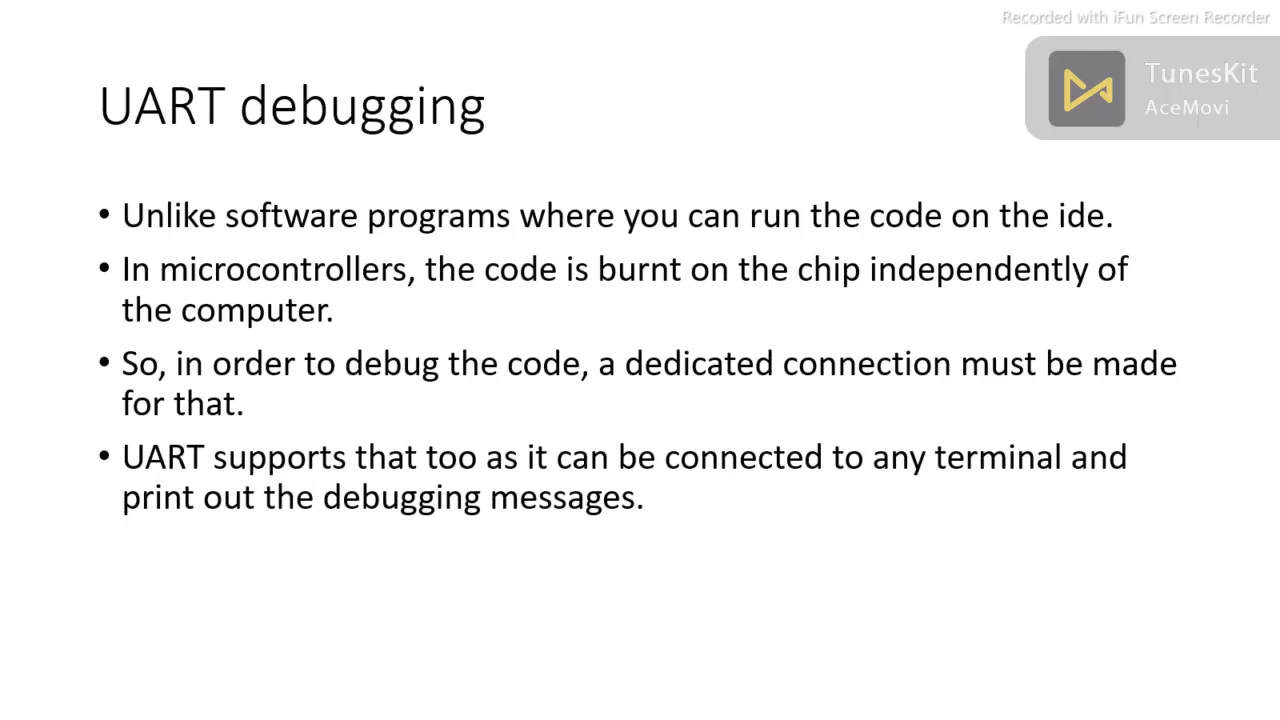 Recorded with iFun Screen Recorder
TunesKit
AceMovi
UART debugging
• Unlike software programs where you can run the code on the ide.
• In microcontrollers, the code is burnt on the chip independently of
the computer.
• So, in order to debug the code, a dedicated connection must be made
for that.
• UART supports that too as it can be connected to any terminal and
print out the debugging messages.